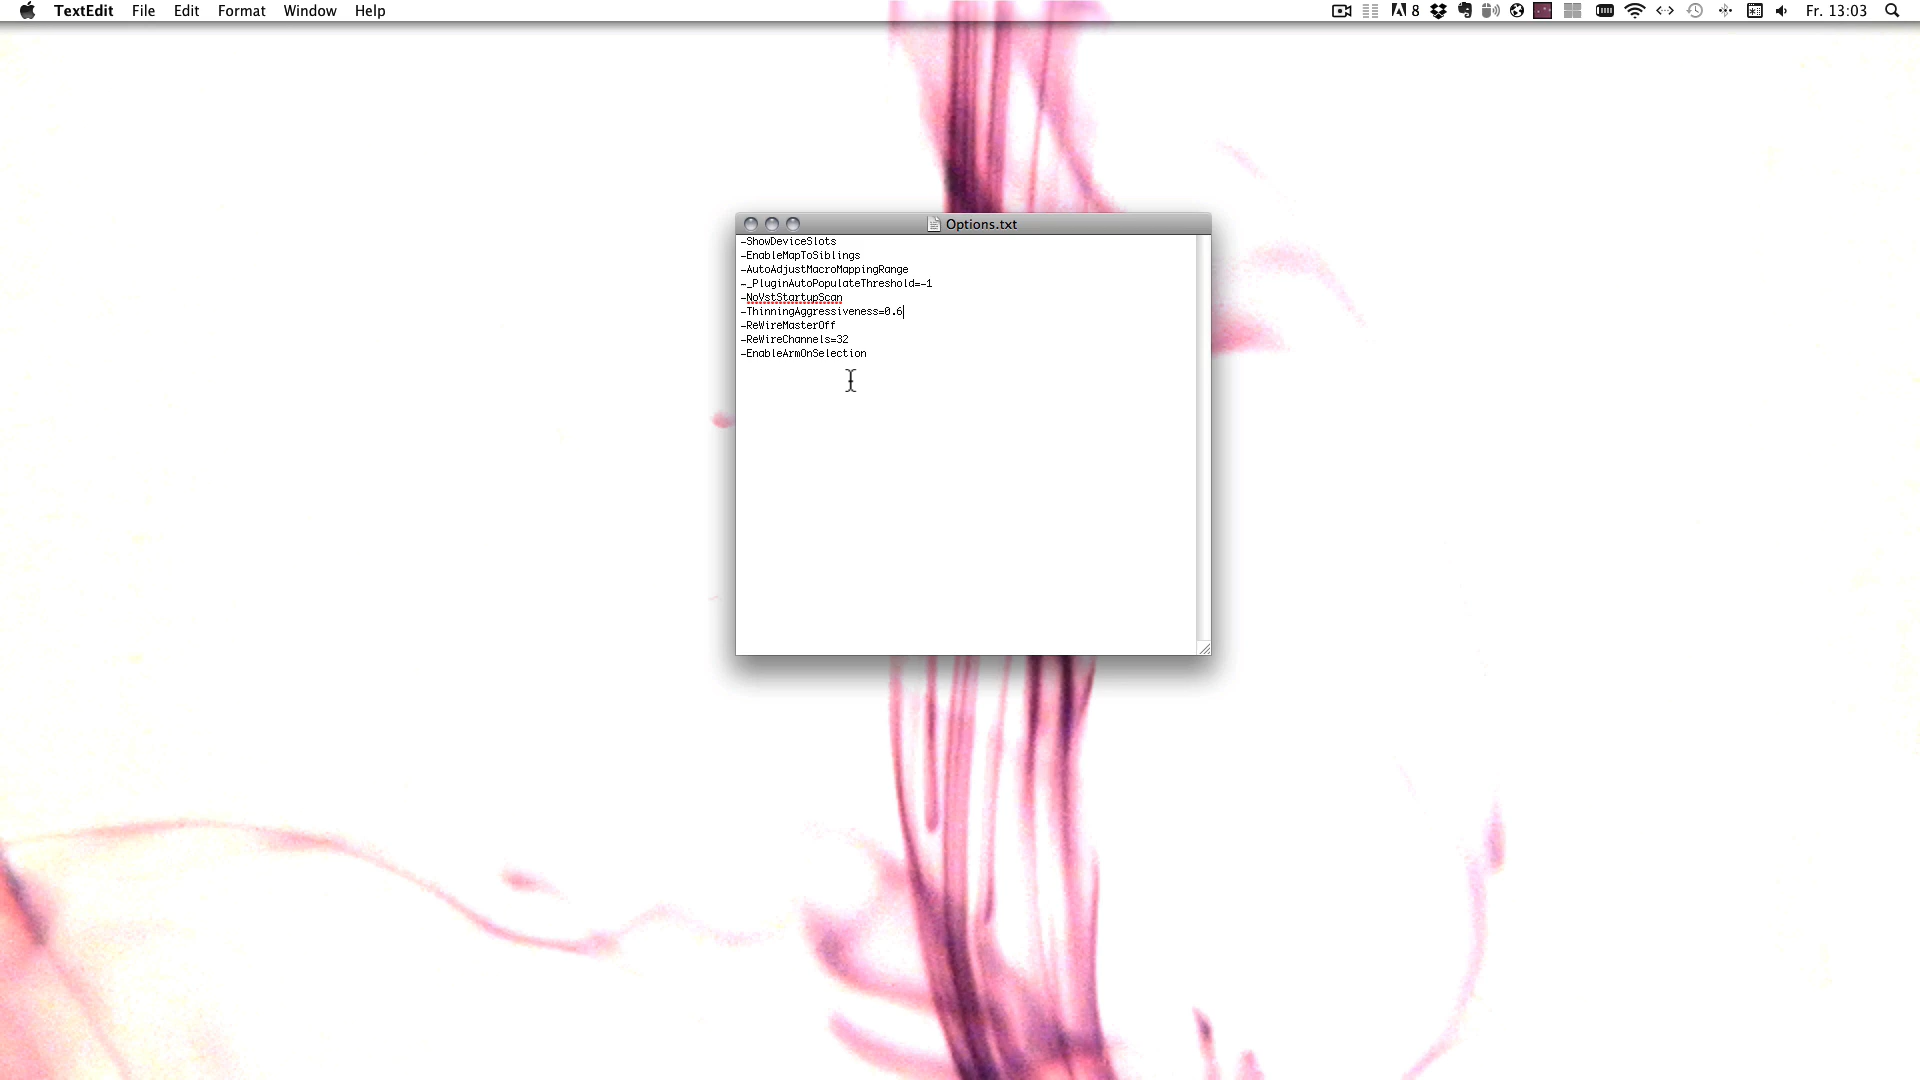 TextEdit File Edit Format Window Help 8 Fr. 13:03
Options.txt
-ShowDeviceSlots
-EnableMapToSiblings
-AutoAdjustMacroMappingRange
-_PluginAutoPopulateThreshold=-1
-NoVstStartupScan
-ThinningAggressiveness=0.6
-ReWireMasterOff
-ReWireChannels=32
-EnableArmOnSelection